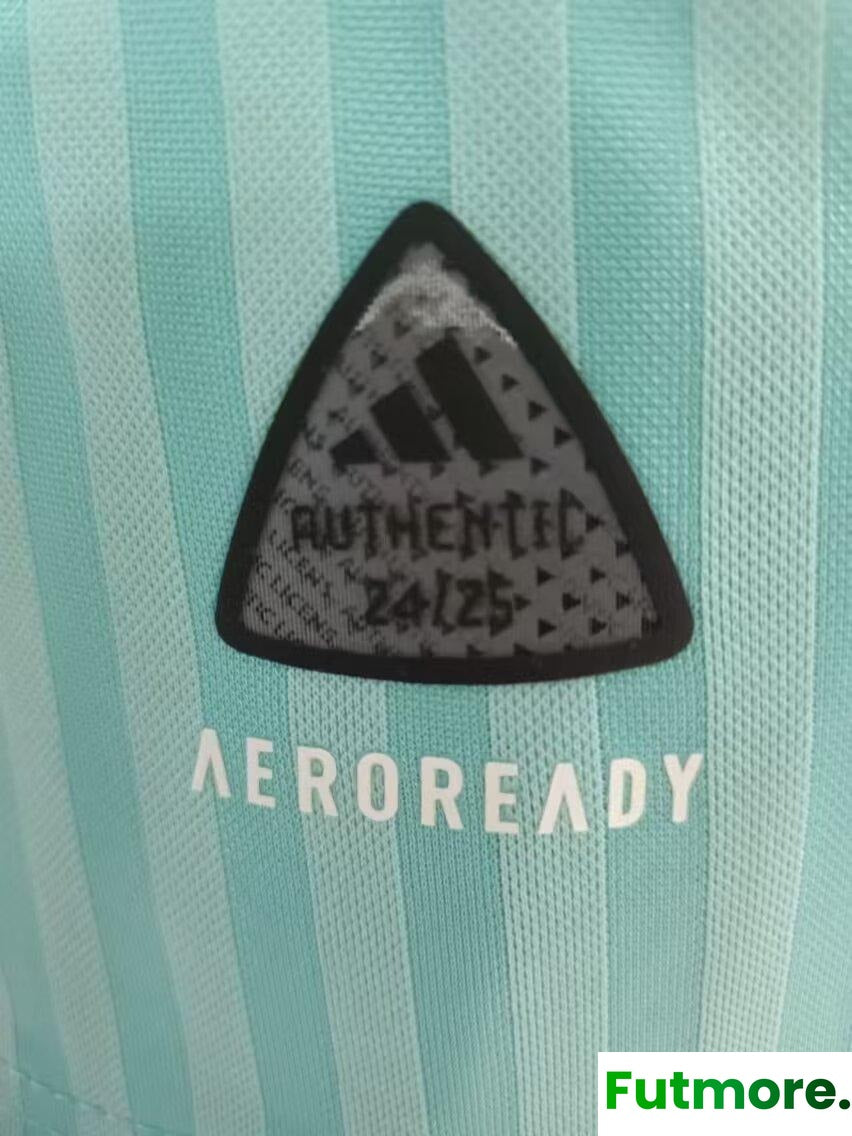 AUTHENTIC
24/25
AEROREADY
Futmore.